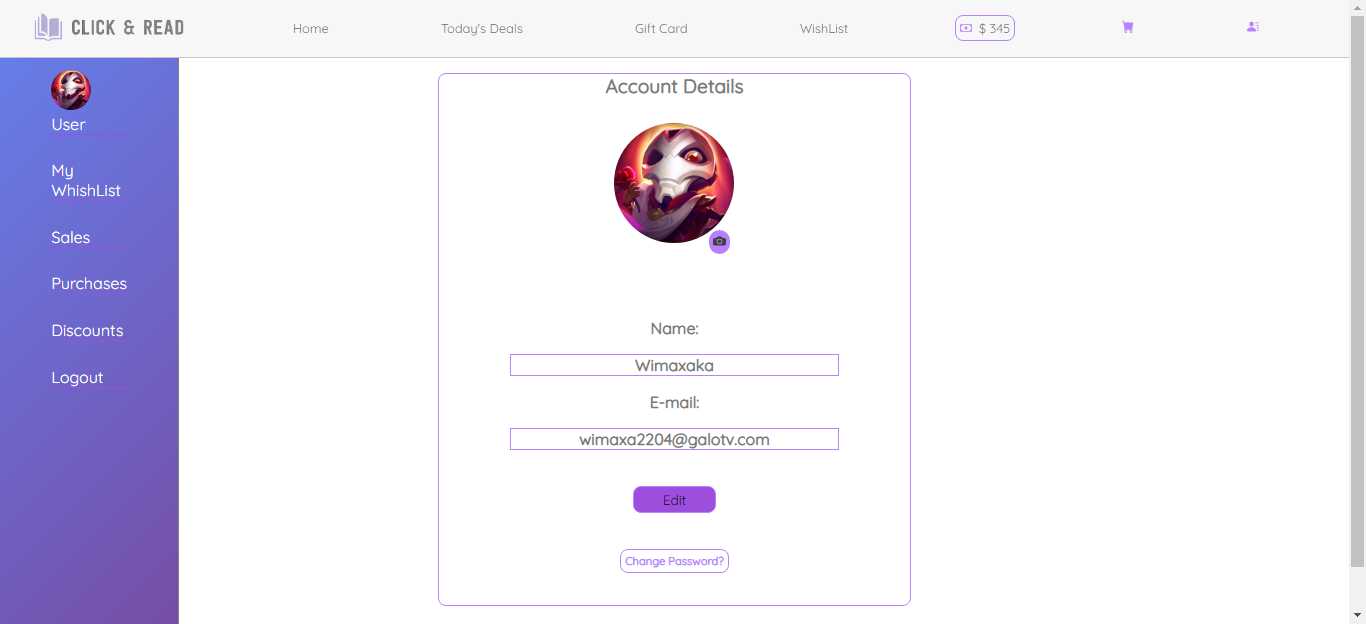 CLICK & READ
Home
Today's Deals
Gift Card
WishList
$ 345
User
My
WhishList
Sales
Purchases
Discounts
Logout
Account Details
Name:
Wimaxaka
E-mail:
wimaxa2204@galotv.com
Edit
Change Password?